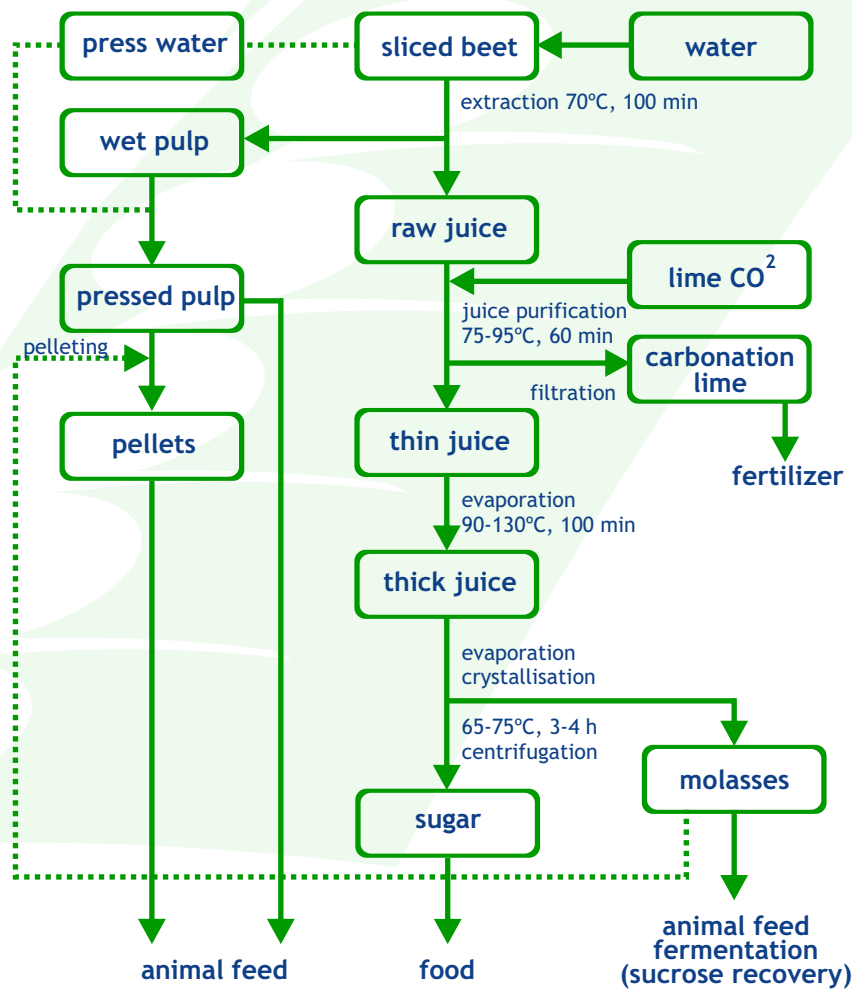 press water
sliced beet
water
extraction 70ºC, 100 min
wet pulp
raw juice
lime CO²
pressed pulp
juice purification
75-95ºC, 60 min
pelleting
carbonation
lime
filtration
thin juice
pellets
fertilizer
evaporation
90-130ºC, 100 min
thick juice
evaporation
crystallisation
65-75ºC, 3-4 h
centrifugation
molasses
sugar
animal feed
food
animal feed
fermentation
(sucrose recovery)